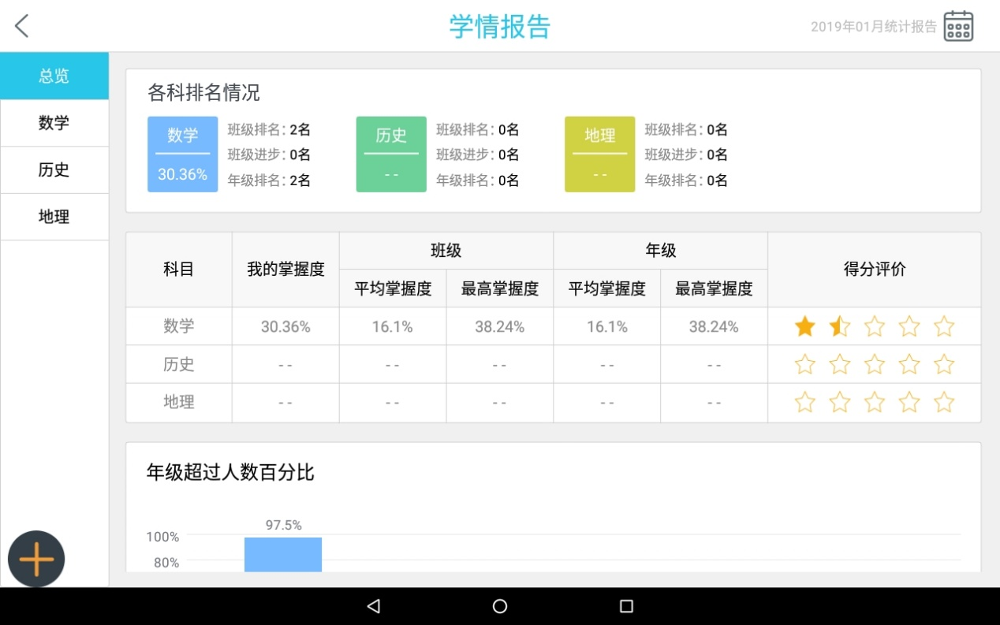 学情报告
2019年01月统计报告
总览
数学
历史
地理
各科排名情况
数学
30.36%
班级排名：2名
班级进步：0名
年级排名：2名
历史
--
班级排名：0名
班级进步：0名
年级排名：0名
地理
--
班级排名：0名
班级进步：0名
年级排名：0名
科目 我的掌握度 班级 年级 得分评价
平均掌握度 最高掌握度 平均掌握度 最高掌握度
数学 30.36% 16.1% 38.24% 16.1% 38.24%
历史 -- -- -- -- --
地理 -- -- -- -- --
年级超过人数百分比
97.5%
100%
80%